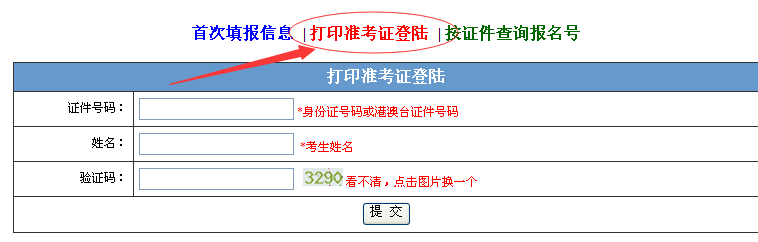 首次填报信息 | 打印准考证登陆 | 按证件查询报名号
打印准考证登陆
证件号码： *身份证号码或港澳台证件号码
姓名： *考生姓名
验证码： 3290 看不清，点击图片换一个
提 交